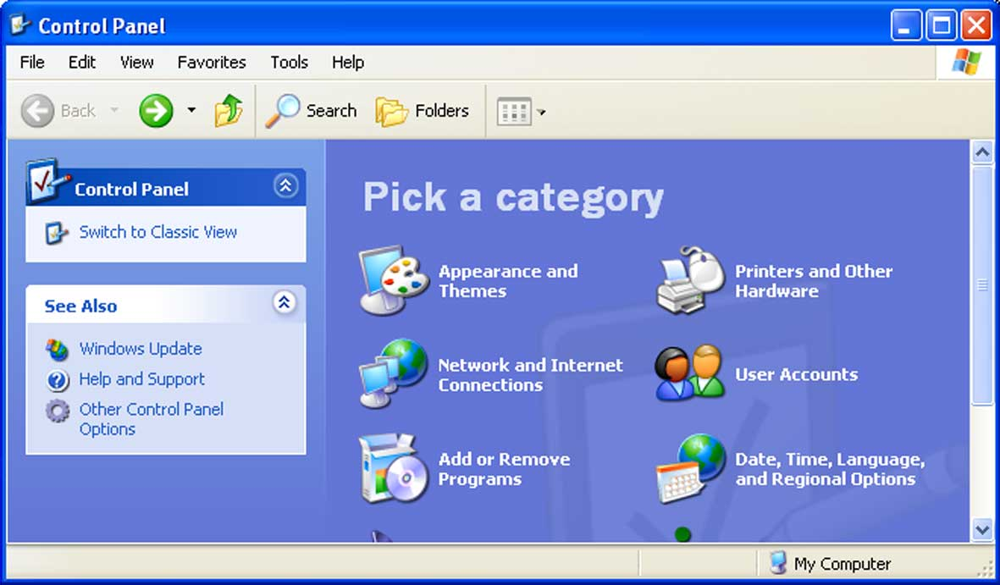 Control Panel
File Edit View Favorites Tools Help
Back Search Folders
Control Panel
Switch to Classic View
See Also
Windows Update
Help and Support
Other Control Panel
Options
Pick a category
Appearance and
Themes
Printers and Other
Hardware
Network and Internet
Connections
User Accounts
Add or Remove
Programs
Date, Time, Language,
and Regional Options
My Computer